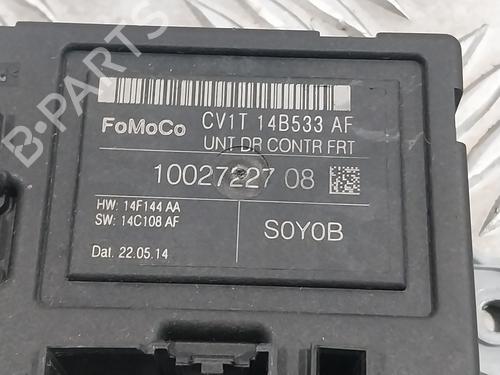 FoMoCo CV1T 14B533 AF
UNT DR CONTR FRT
10027227 08
HW: 14F144 AA
SW: 14C108 AF
S0Y0B
Dat. 22.05.14
B-PARTS